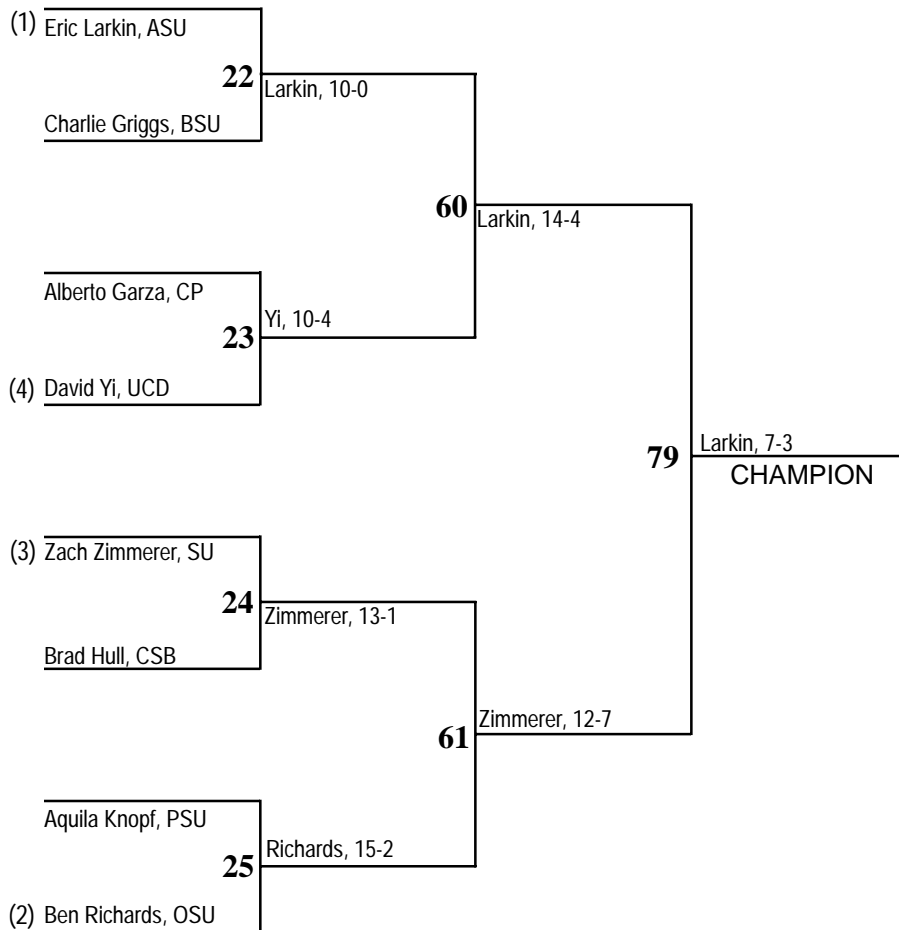 (1) Eric Larkin, ASU
22
Larkin, 10-0
Charlie Griggs, BSU
60
Larkin, 14-4
Alberto Garza, CP
23
Yi, 10-4
(4) David Yi, UCD
79
Larkin, 7-3
CHAMPION
(3) Zach Zimmerer, SU
24
Zimmerer, 13-1
Brad Hull, CSB
61
Zimmerer, 12-7
Aquila Knopf, PSU
25
Richards, 15-2
(2) Ben Richards, OSU